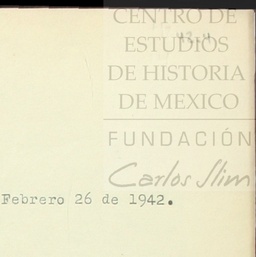 CENTRO DE
ESTUDIOS
DE HISTORIA
DE MEXICO
FUNDACIÓN
Carlos Slim
Febrero 26 de 1942.